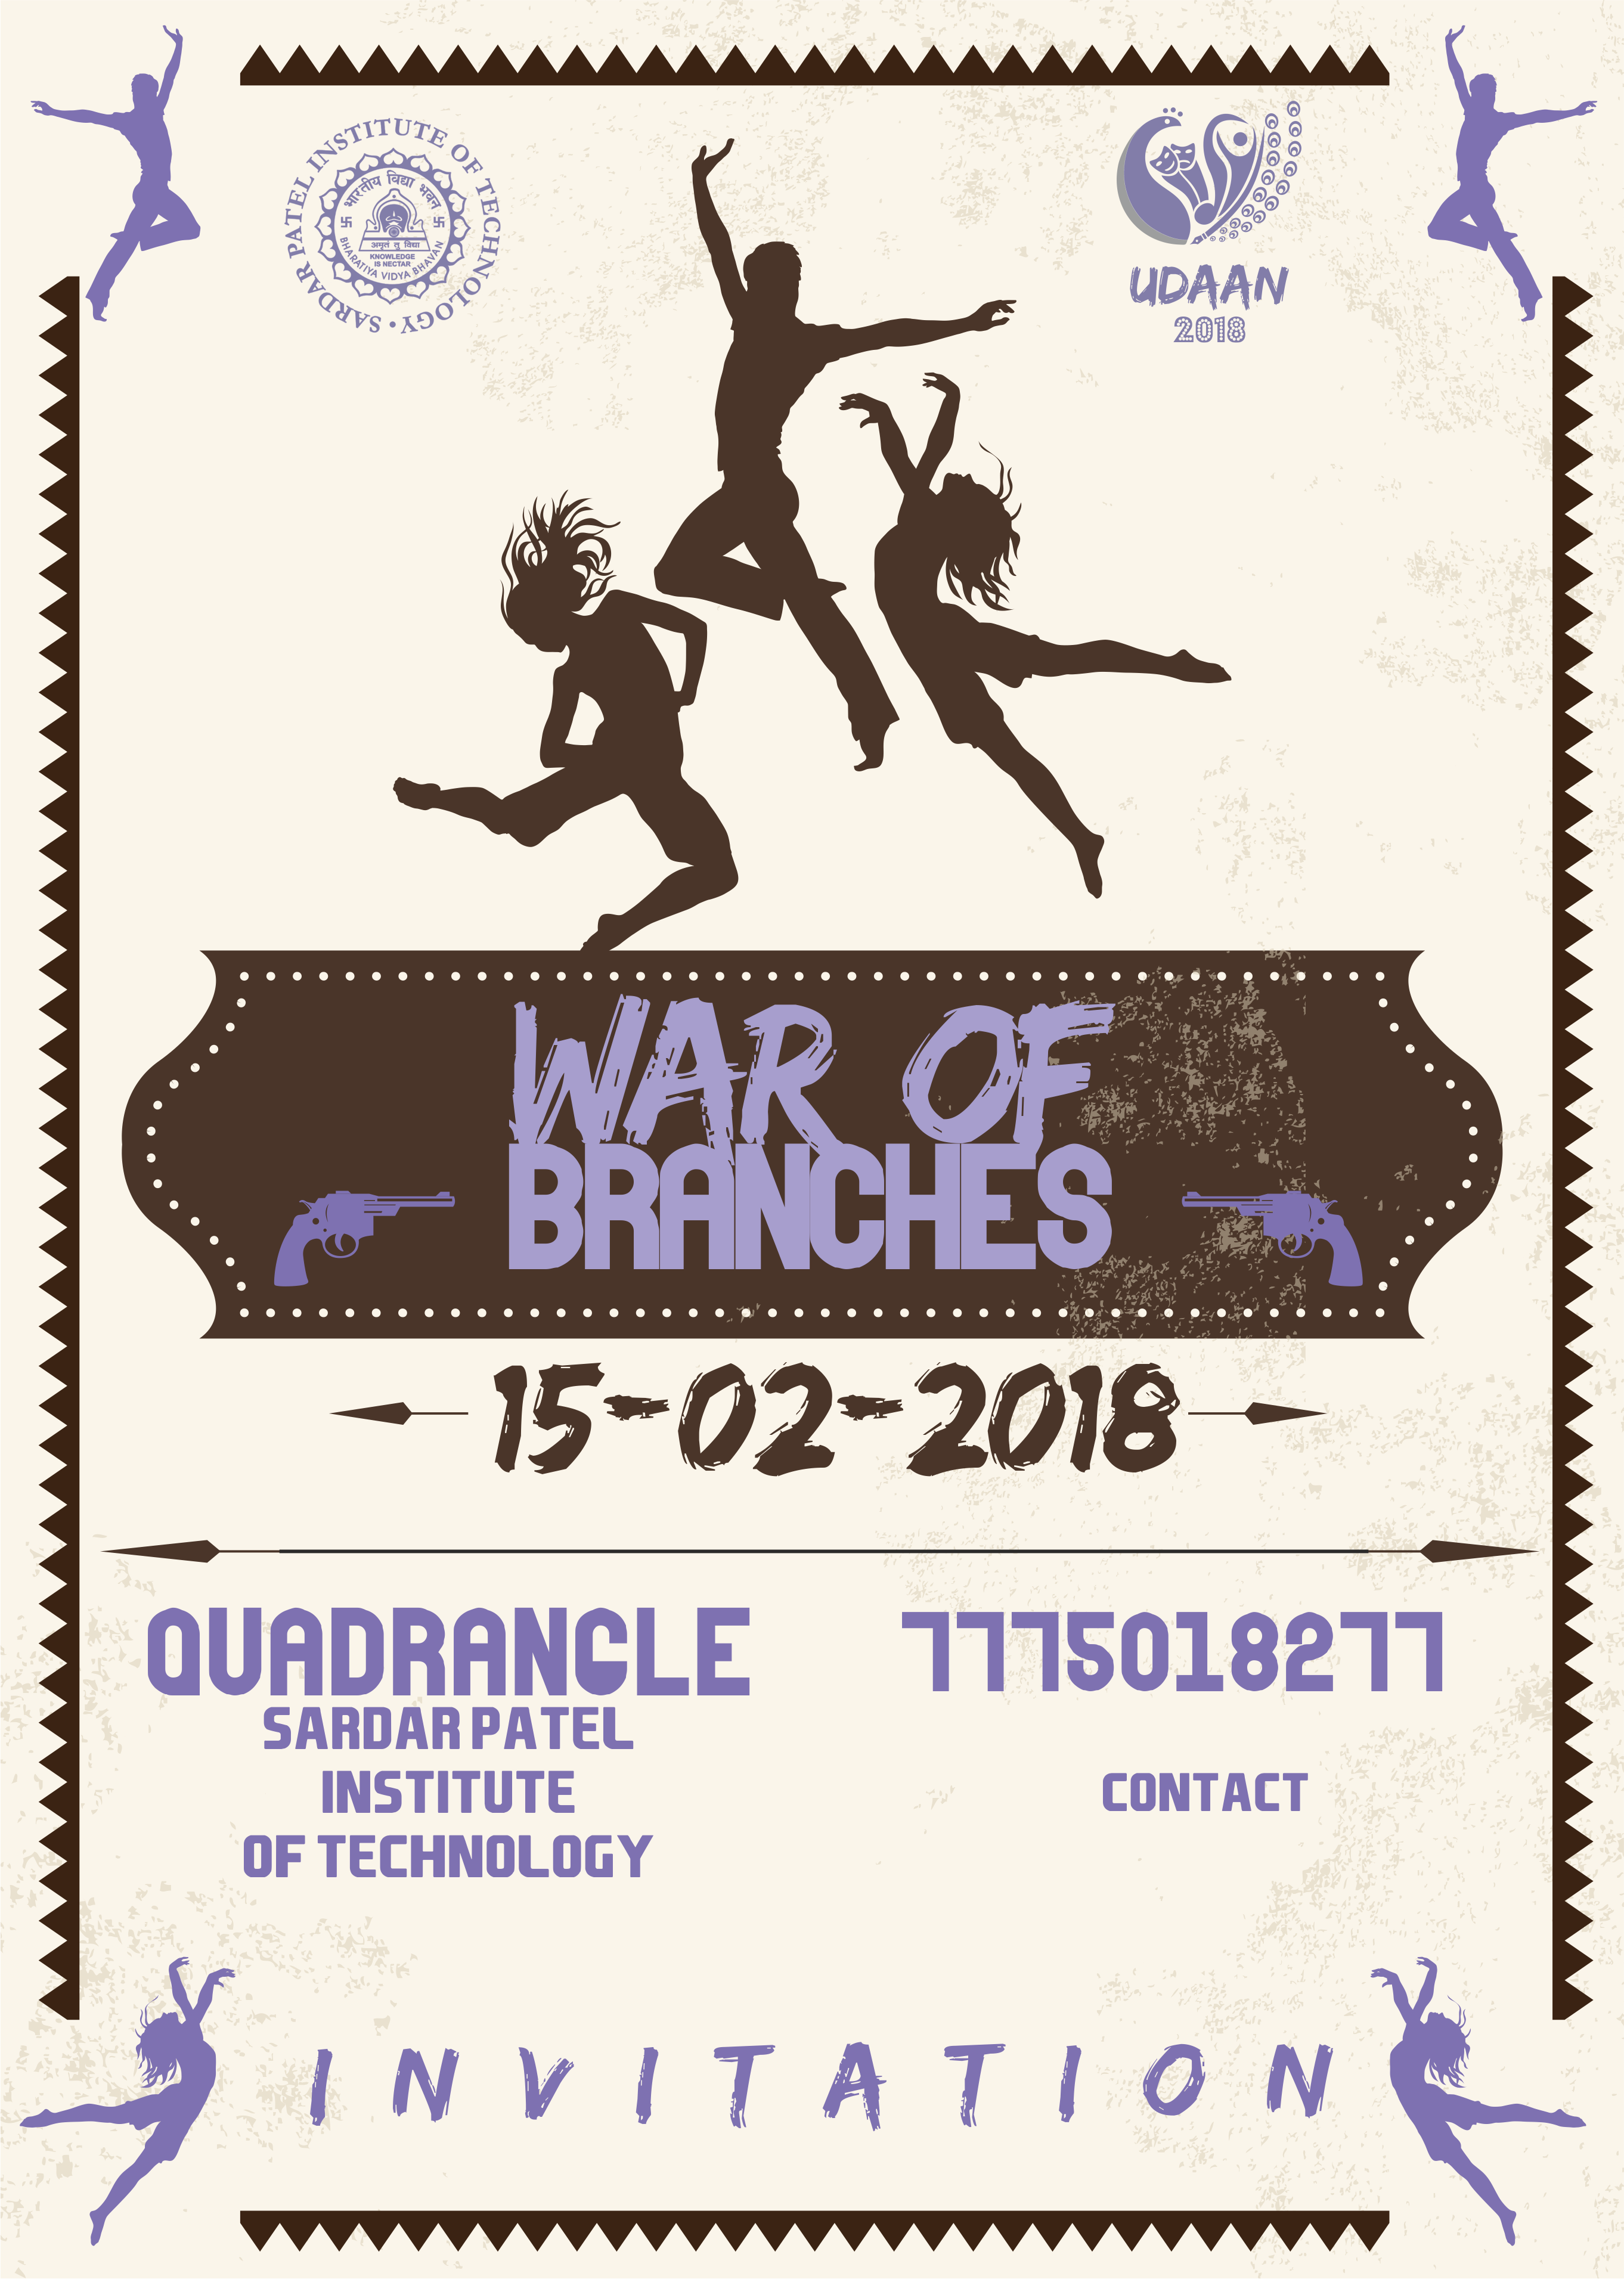 SARDAR PATEL INSTITUTE OF TECHNOLOGY •
भारतीय विद्या भवन
अमृतं तु विद्या
KNOWLEDGE
IS NECTAR
BHARATIYA VIDYA BHAVAN
UDAAN
2018
WAR OF
BRANCHES
15-02-2018
QUADRANGLE
SARDAR PATEL
INSTITUTE
OF TECHNOLOGY
7775018277
CONTACT
INVITATION